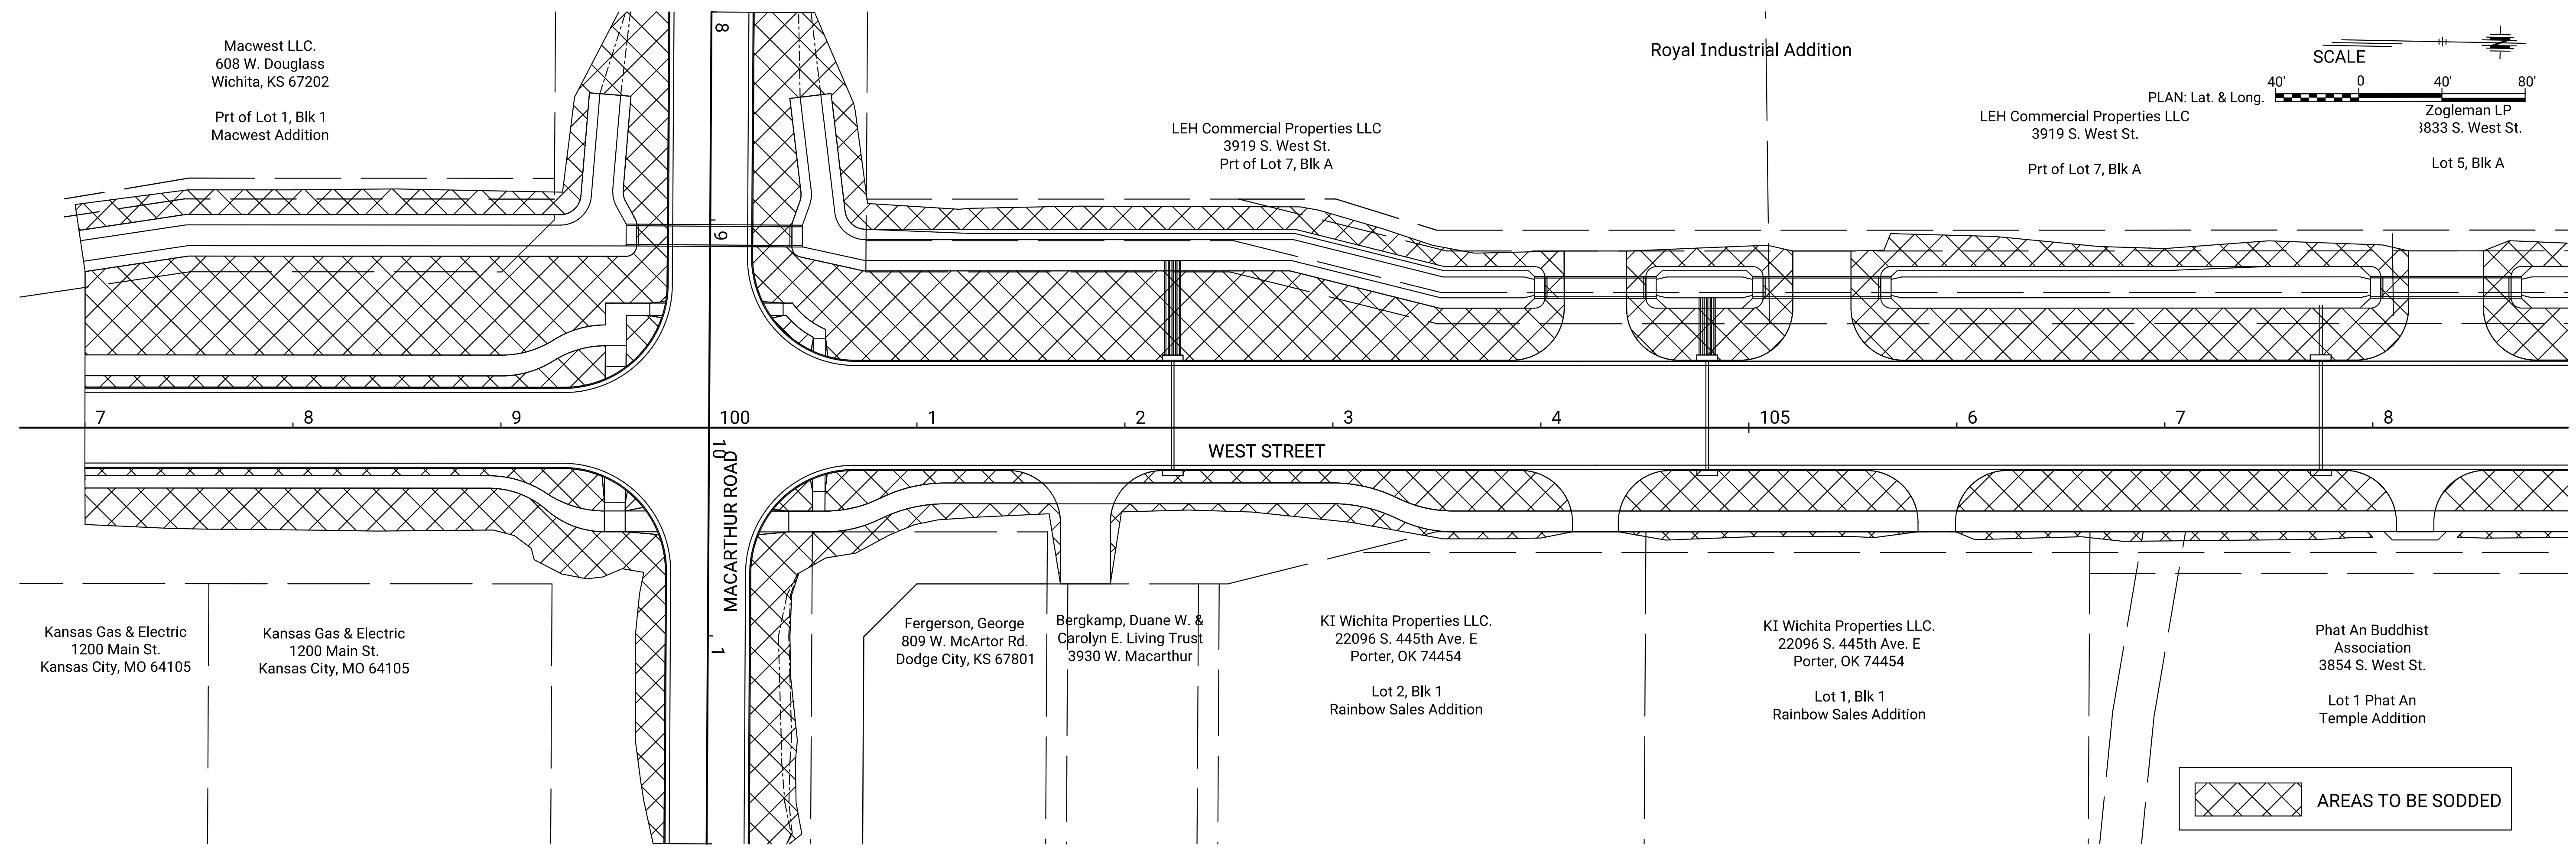 Macwest LLC.
608 W. Douglass
Wichita, KS 67202
Prt of Lot 1, Blk 1
Macwest Addition
8
9
10
1
LEH Commercial Properties LLC
3919 S. West St.
Prt of Lot 7, Blk A
Royal Industrial Addition
N
SCALE
40' 0 40' 80'
PLAN: Lat. & Long.
LEH Commercial Properties LLC
3919 S. West St.
Prt of Lot 7, Blk A
Zogleman LP
3833 S. West St.
Lot 5, Blk A
7 8 9 100 1 2 3 4 105 6 7 8
WEST STREET
MACARTHUR ROAD
Kansas Gas & Electric
1200 Main St.
Kansas City, MO 64105
Kansas Gas & Electric
1200 Main St.
Kansas City, MO 64105
Fergerson, George
809 W. McArtor Rd.
Dodge City, KS 67801
Bergkamp, Duane W. &
Carolyn E. Living Trust
3930 W. Macarthur
KI Wichita Properties LLC.
22096 S. 445th Ave. E
Porter, OK 74454
Lot 2, Blk 1
Rainbow Sales Addition
KI Wichita Properties LLC.
22096 S. 445th Ave. E
Porter, OK 74454
Lot 1, Blk 1
Rainbow Sales Addition
Phat An Buddhist
Association
3854 S. West St.
Lot 1 Phat An
Temple Addition
AREAS TO BE SODDED